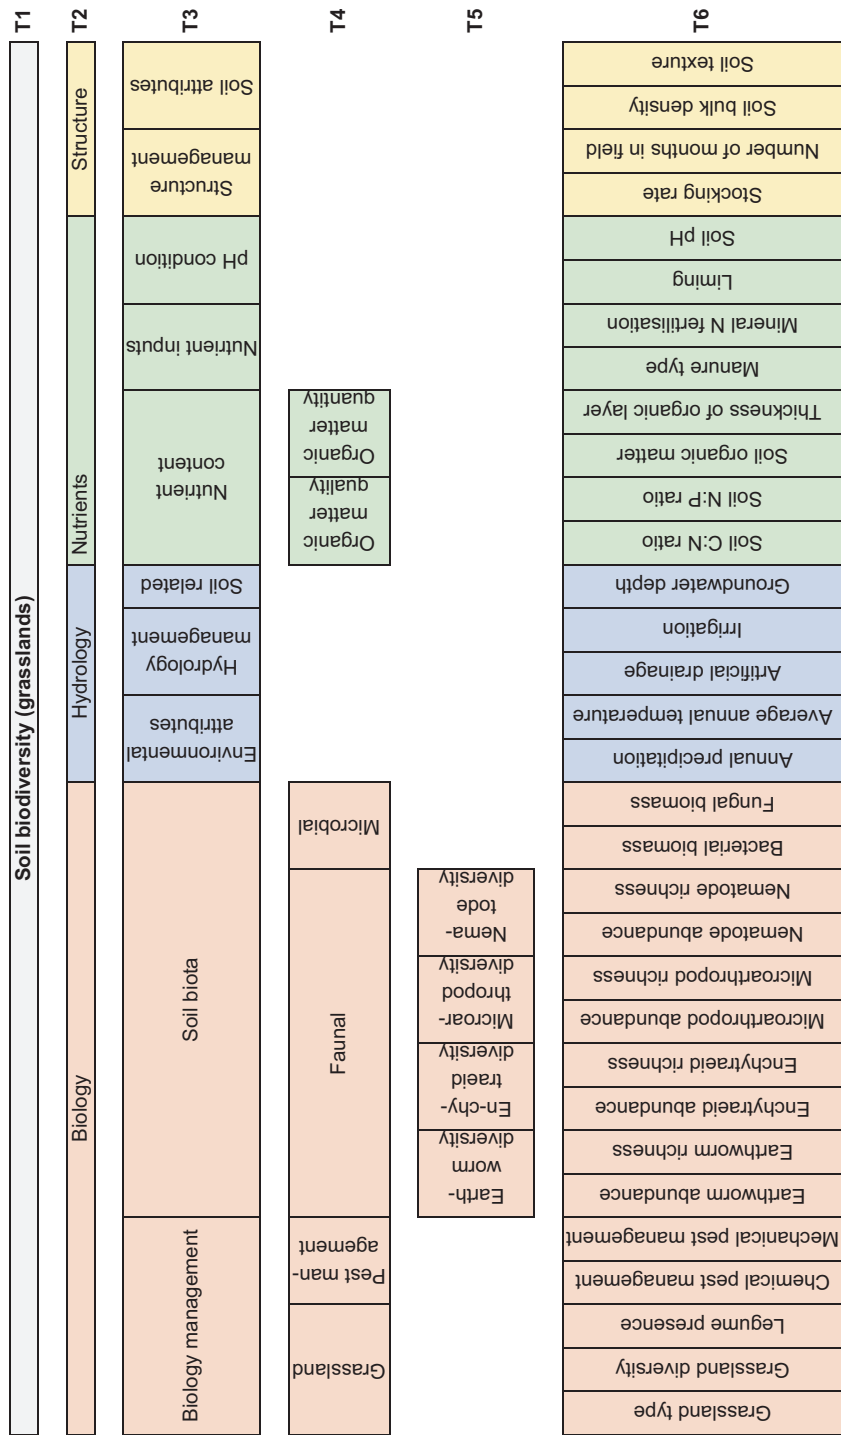 T1
Soil biodiversity (grasslands)
T2
Biology
Hydrology
Nutrients
Structure
T3
Biology management
Soil biota
Environmental
attributes
Hydrology
management
Soil related
Nutrient
content
Nutrient inputs
pH condition
Structure
management
Soil attributes
T4
Grassland
Pest man-
agement
Faunal
Microbial
Organic
matter
quality
Organic
matter
quantity
T5
Earth-
worm
diversity
En-chy-
traeid
diversity
Microar-
thropod
diversity
Nema-
tode
diversity
T6
Grassland type
Grassland diversity
Legume presence
Chemical pest management
Mechanical pest management
Earthworm abundance
Earthworm richness
Enchytraeid abundance
Enchytraeid richness
Microarthropod abundance
Microarthropod richness
Nematode abundance
Nematode richness
Bacterial biomass
Fungal biomass
Annual precipitation
Average annual temperature
Artificial drainage
Irrigation
Groundwater depth
Soil C:N ratio
Soil N:P ratio
Soil organic matter
Thickness of organic layer
Manure type
Mineral N fertilisation
Liming
Soil pH
Stocking rate
Number of months in field
Soil bulk density
Soil texture